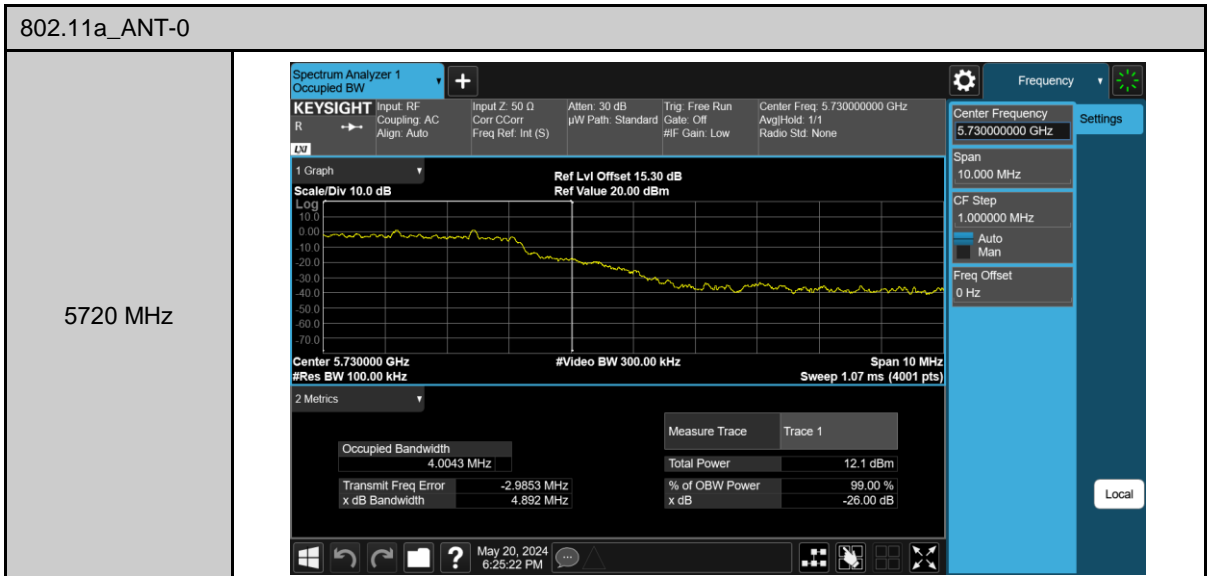 802.11a_ANT-0
5720 MHz
Spectrum Analyzer 1
Occupied BW
+
Frequency
KEYSIGHT
R
LXI
Input: RF
Coupling: AC
Align: Auto
Input Z: 50 Ω
Corr CCorr
Freq Ref: Int (S)
Atten: 30 dB
µW Path: Standard
Trig: Free Run
Gate: Off
#IF Gain: Low
Center Freq: 5.730000000 GHz
Avg|Hold: 1/1
Radio Std: None
Center Frequency
5.730000000 GHz
Settings
Span
10.000 MHz
CF Step
1.000000 MHz
Auto
Man
Freq Offset
0 Hz
Local
1 Graph
Scale/Div 10.0 dB
Ref Lvl Offset 15.30 dB
Ref Value 20.00 dBm
Log
10.0
0.00
-10.0
-20.0
-30.0
-40.0
-50.0
-60.0
-70.0
Center 5.730000 GHz
#Res BW 100.00 kHz
#Video BW 300.00 kHz
Span 10 MHz
Sweep 1.07 ms (4001 pts)
2 Metrics
Measure Trace Trace 1
Occupied Bandwidth
4.0043 MHz
Total Power 12.1 dBm
Transmit Freq Error -2.9853 MHz
% of OBW Power 99.00 %
x dB Bandwidth 4.892 MHz
x dB -26.00 dB
?
May 20, 2024
6:25:22 PM